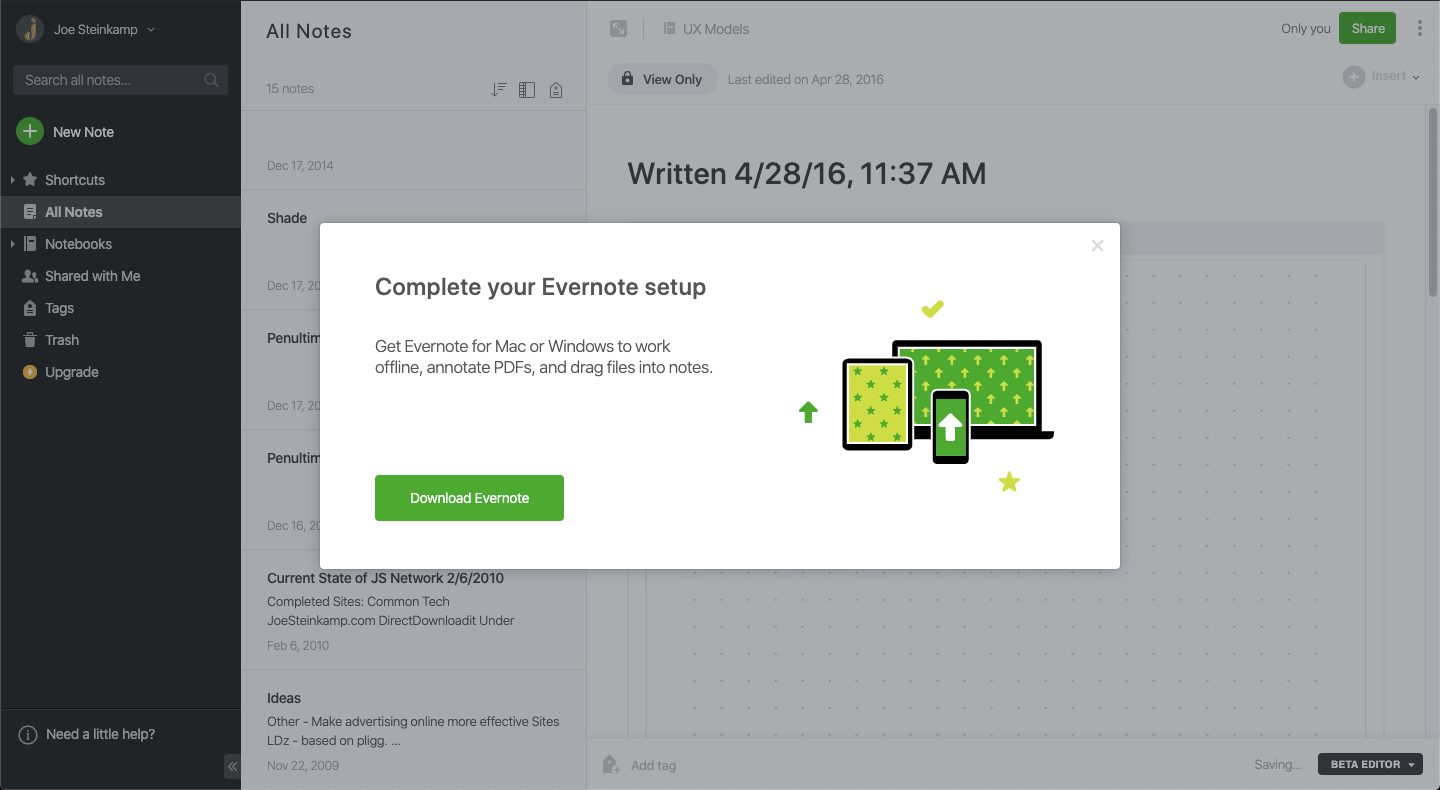 Joe Steinkamp
Search all notes...
New Note
Shortcuts
All Notes
Notebooks
Shared with Me
Tags
Trash
Upgrade
Need a little help?
All Notes
15 notes
Dec 17, 2014
Shade
Dec 17, 20
Penultim
Dec 17, 20
Penultim
Dec 16, 20
Current State of JS Network 2/6/2010
Completed Sites: Common Tech
JoeSteinkamp.com DirectDownloadit Under
Feb 6, 2010
Ideas
Other - Make advertising online more effective Sites
LDz - based on pligg. ...
Nov 22, 2009
UX Models
Only you
Share
View Only
Last edited on Apr 28, 2016
Insert
Written 4/28/16, 11:37 AM
Complete your Evernote setup
Get Evernote for Mac or Windows to work
offline, annotate PDFs, and drag files into notes.
Download Evernote
Add tag
Saving...
BETA EDITOR